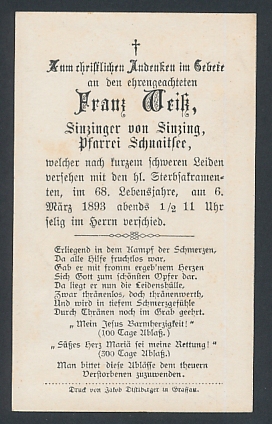 Zum christlichen Andenken im Gebete
an den ehrengeachteten
Franz Weiß,
Sinzinger von Sinzing,
Pfarrei Schnaitsee,
welcher nach kurzem schweren Leiden
versehen mit den hl. Sterbsakramen-
ten, im 68. Lebensjahre, am 6.
März 1893 abends 1/2 11 Uhr
selig im Herrn verschied.
Erliegend in dem Kampf der Schmerzen,
Da alle Hilfe fruchtlos war.
Gab er mit fromm ergeb'nem Herzen
Sich Gott zum schönsten Opfer dar.
Da liegt er nun die Leidenshülle,
Zwar thränenlos, doch thränenwerth,
Und wird in tiefem Schmerzgefühle
Durch Thränen noch im Grab geehrt.
„Mein Jesus Barmherzigkeit!"
(100 Tage Ablaß.)
„Süßes Herz Mariä sei meine Rettung!"
(300 Tage Ablaß.)
Man bittet diese Ablässe dem theuern
Verstorbenen zuzuwenden.
Druck von Jakob Distlberger in Graßau.